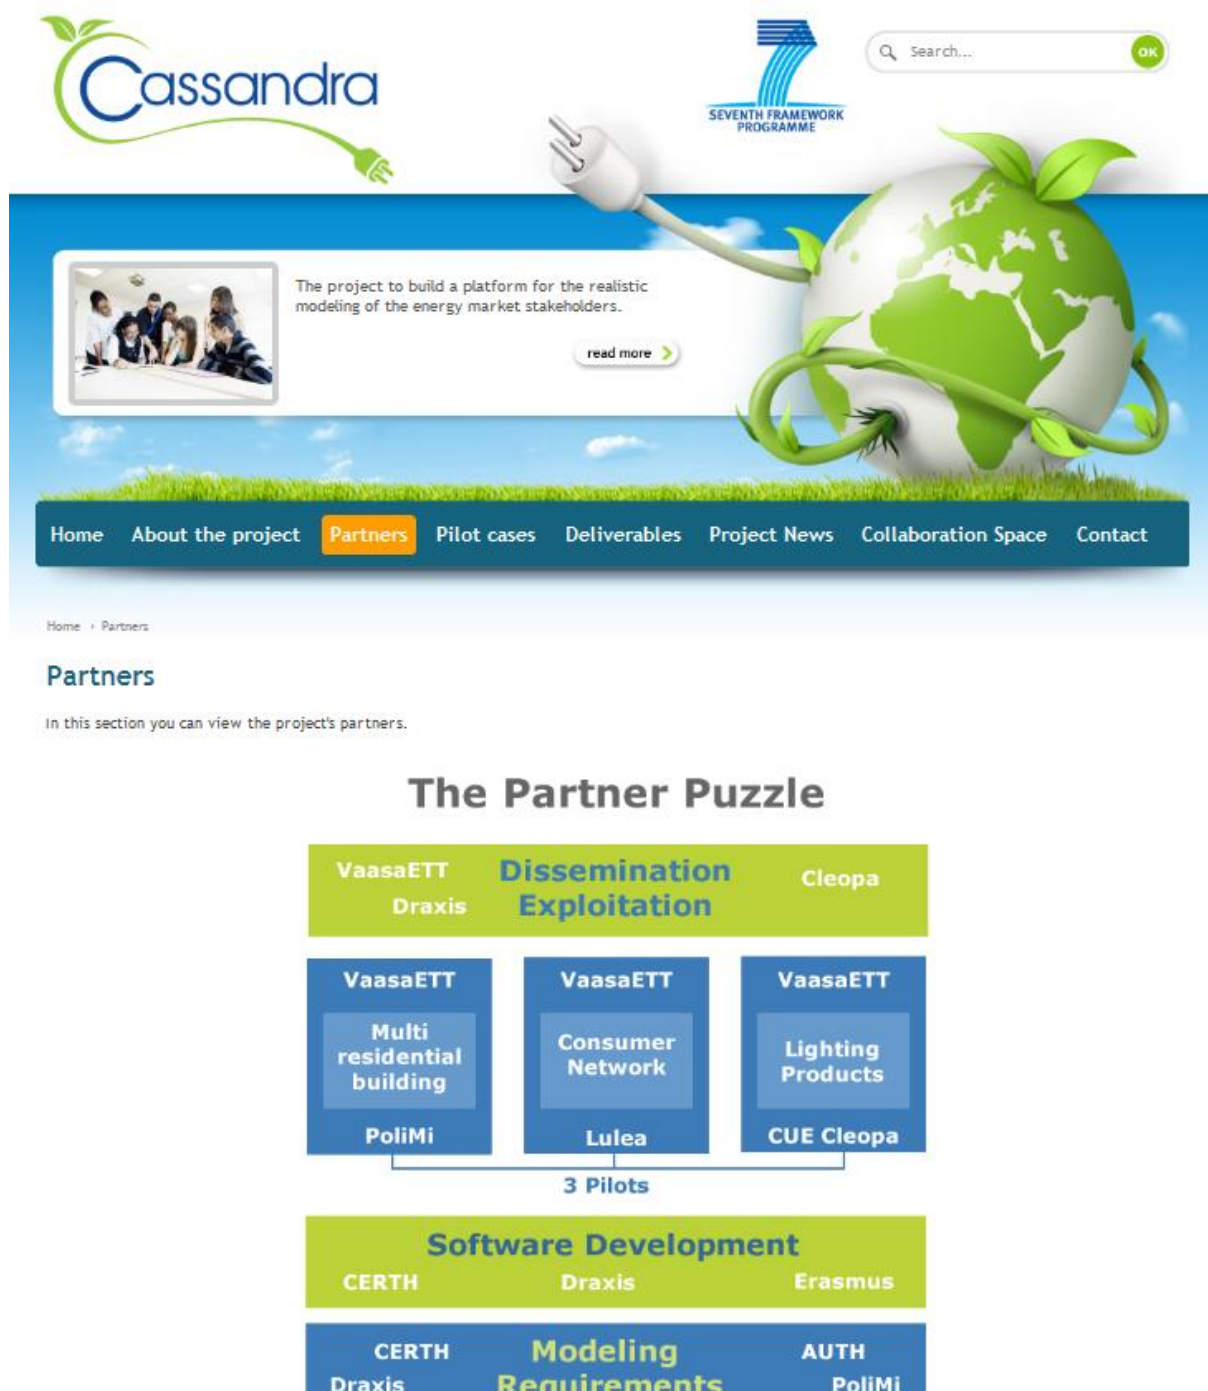 Cassandra
7
SEVENTH FRAMEWORK
PROGRAMME
Search...
OK
The project to build a platform for the realistic
modeling of the energy market stakeholders.
read more
Home About the project Partners Pilot cases Deliverables Project News Collaboration Space Contact
Home › Partners
Partners
In this section you can view the project's partners.
The Partner Puzzle
VaasaETT Dissemination Cleopa
Draxis Exploitation
VaasaETT VaasaETT VaasaETT
Multi
residential
building
Consumer
Network
Lighting
Products
PoliMi Lulea CUE Cleopa
3 Pilots
Software Development
CERTH Draxis Erasmus
CERTH Modeling AUTH
Draxis Requirements PoliMi